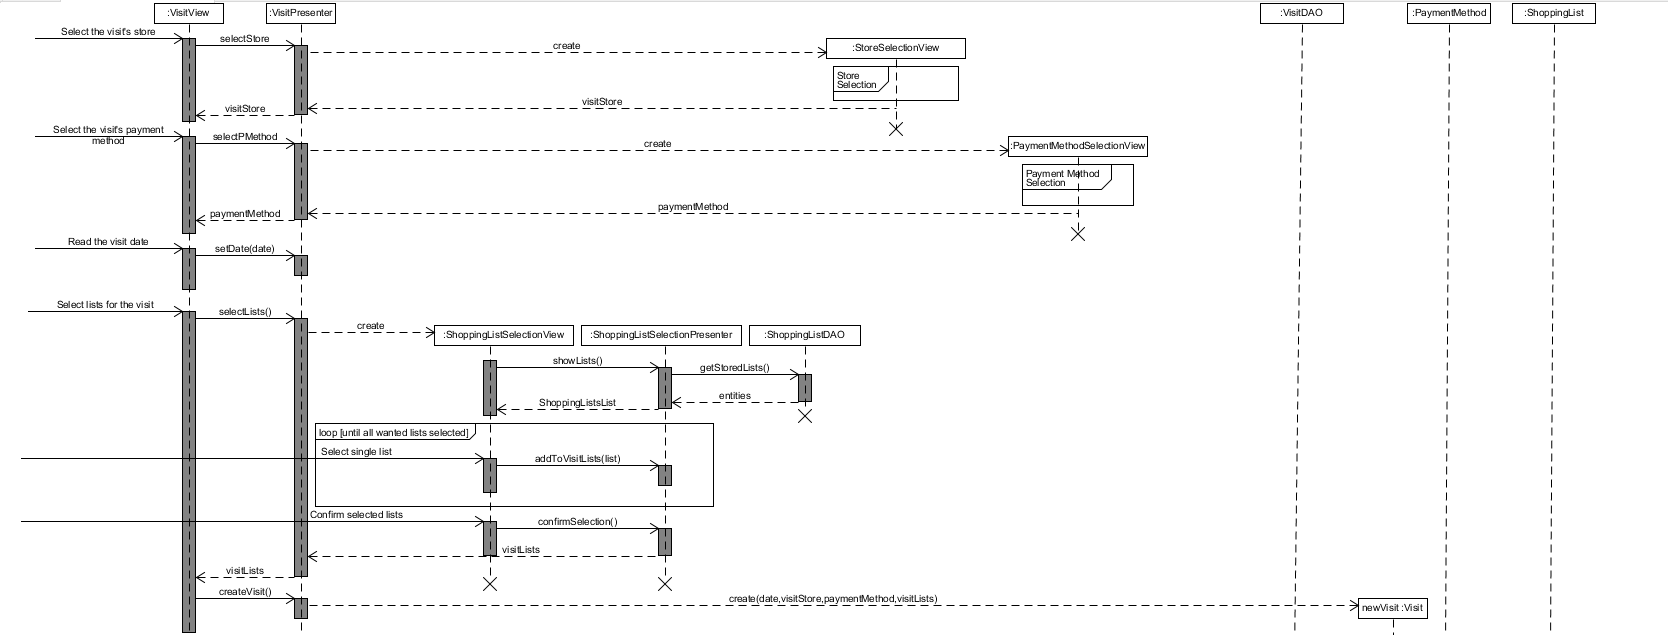 :VisitView
:VisitPresenter
:VisitDAO
:PaymentMethod
:ShoppingList
Select the visit's store
selectStore
create
:StoreSelectionView
Store
Selection
visitStore
visitStore
Select the visit's payment
method
selectPMethod
create
:PaymentMethodSelectionView
Payment Method
Selection
paymentMethod
paymentMethod
Read the visit date
setDate(date)
Select lists for the visit
selectLists()
create
:ShoppingListSelectionView
:ShoppingListSelectionPresenter
:ShoppingListDAO
showLists()
getStoredLists()
entities
ShoppingListsList
loop [until all wanted lists selected]
Select single list
addToVisitLists(list)
Confirm selected lists
confirmSelection()
visitLists
visitLists
createVisit()
create(date,visitStore,paymentMethod,visitLists)
newVisit :Visit